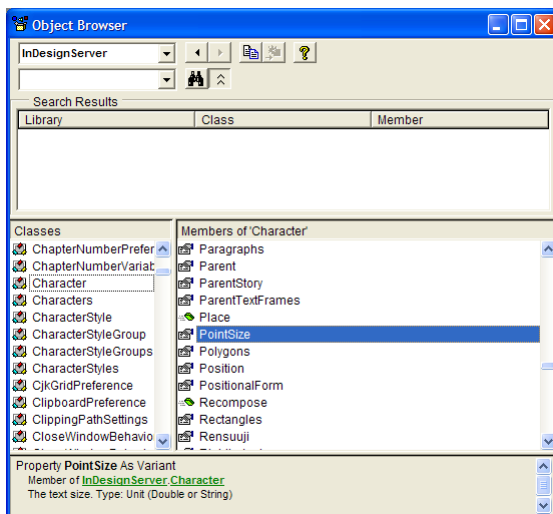 Object Browser
InDesignServer
Search Results
Library Class Member
Classes
ChapterNumberPrefer
ChapterNumberVariab
Character
Characters
CharacterStyle
CharacterStyleGroup
CharacterStyleGroups
CharacterStyles
CjkGridPreference
ClipboardPreference
ClippingPathSettings
CloseWindowBehavio
Members of 'Character'
Paragraphs
Parent
ParentStory
ParentTextFrames
Place
PointSize
Polygons
Position
PositionalForm
Recompose
Rectangles
Rensuuji
Property PointSize As Variant
Member of InDesignServer.Character
The text size. Type: Unit (Double or String)